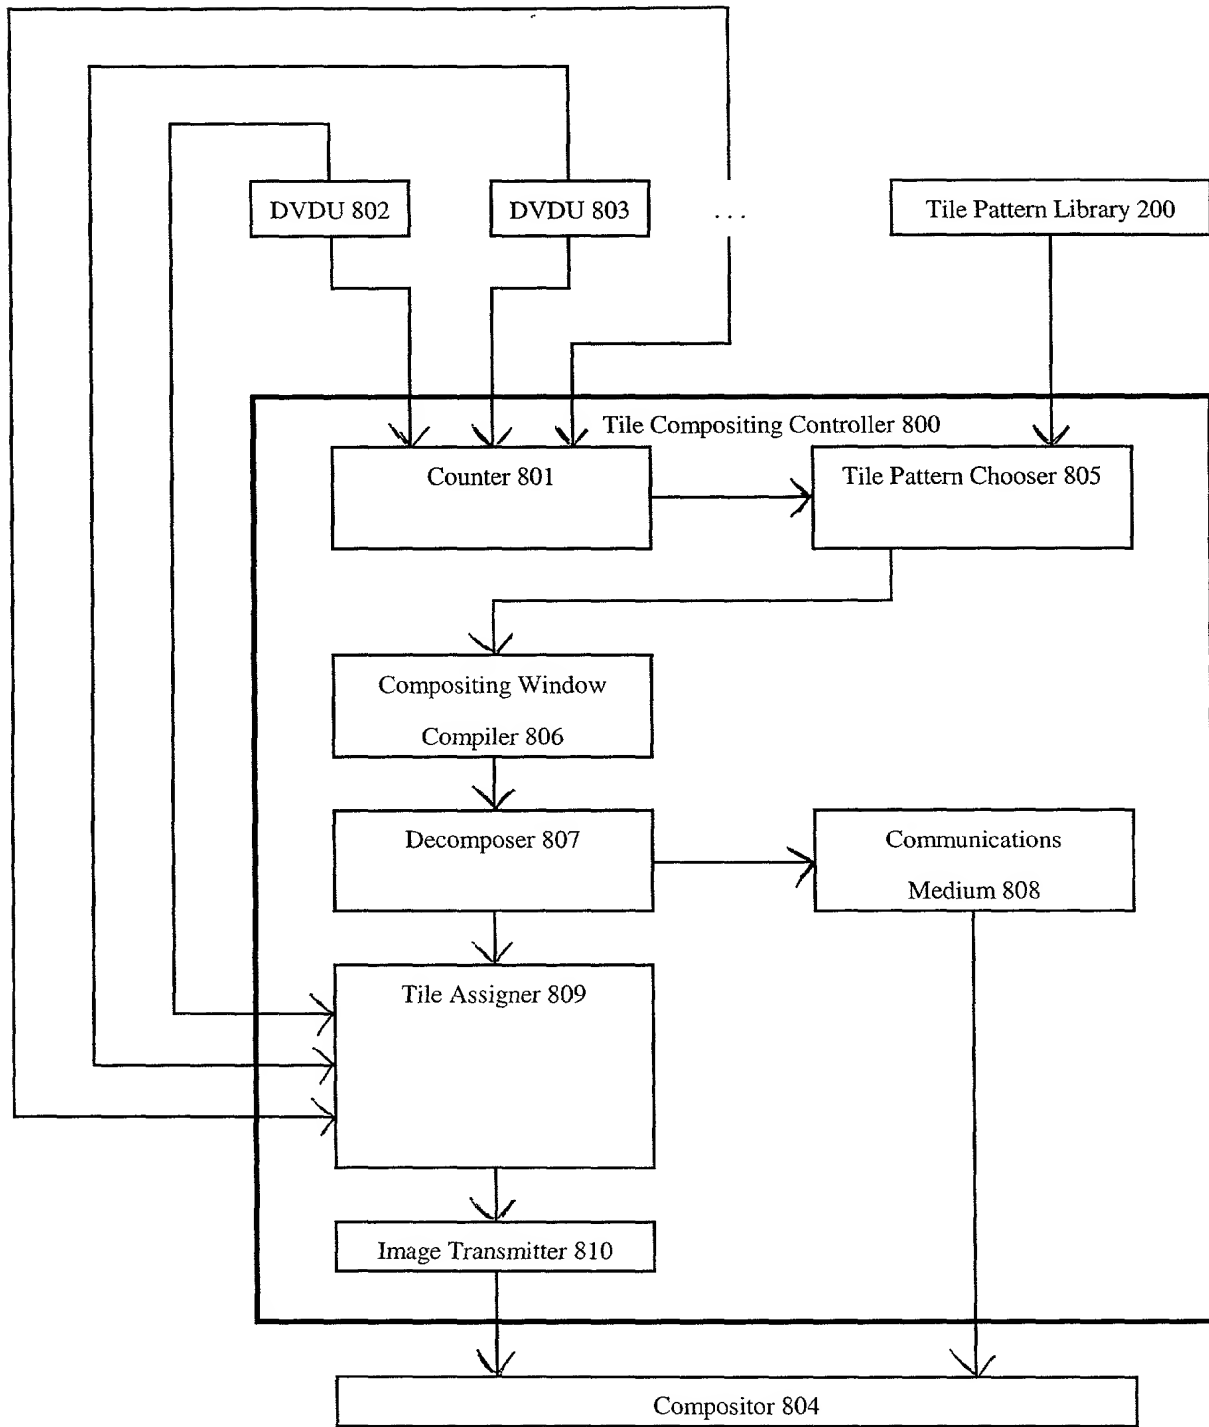 DVDU 802
DVDU 803
...
Tile Pattern Library 200
Tile Compositing Controller 800
Counter 801
Tile Pattern Chooser 805
Compositing Window
Compiler 806
Decomposer 807
Communications
Medium 808
Tile Assigner 809
Image Transmitter 810
Compositor 804